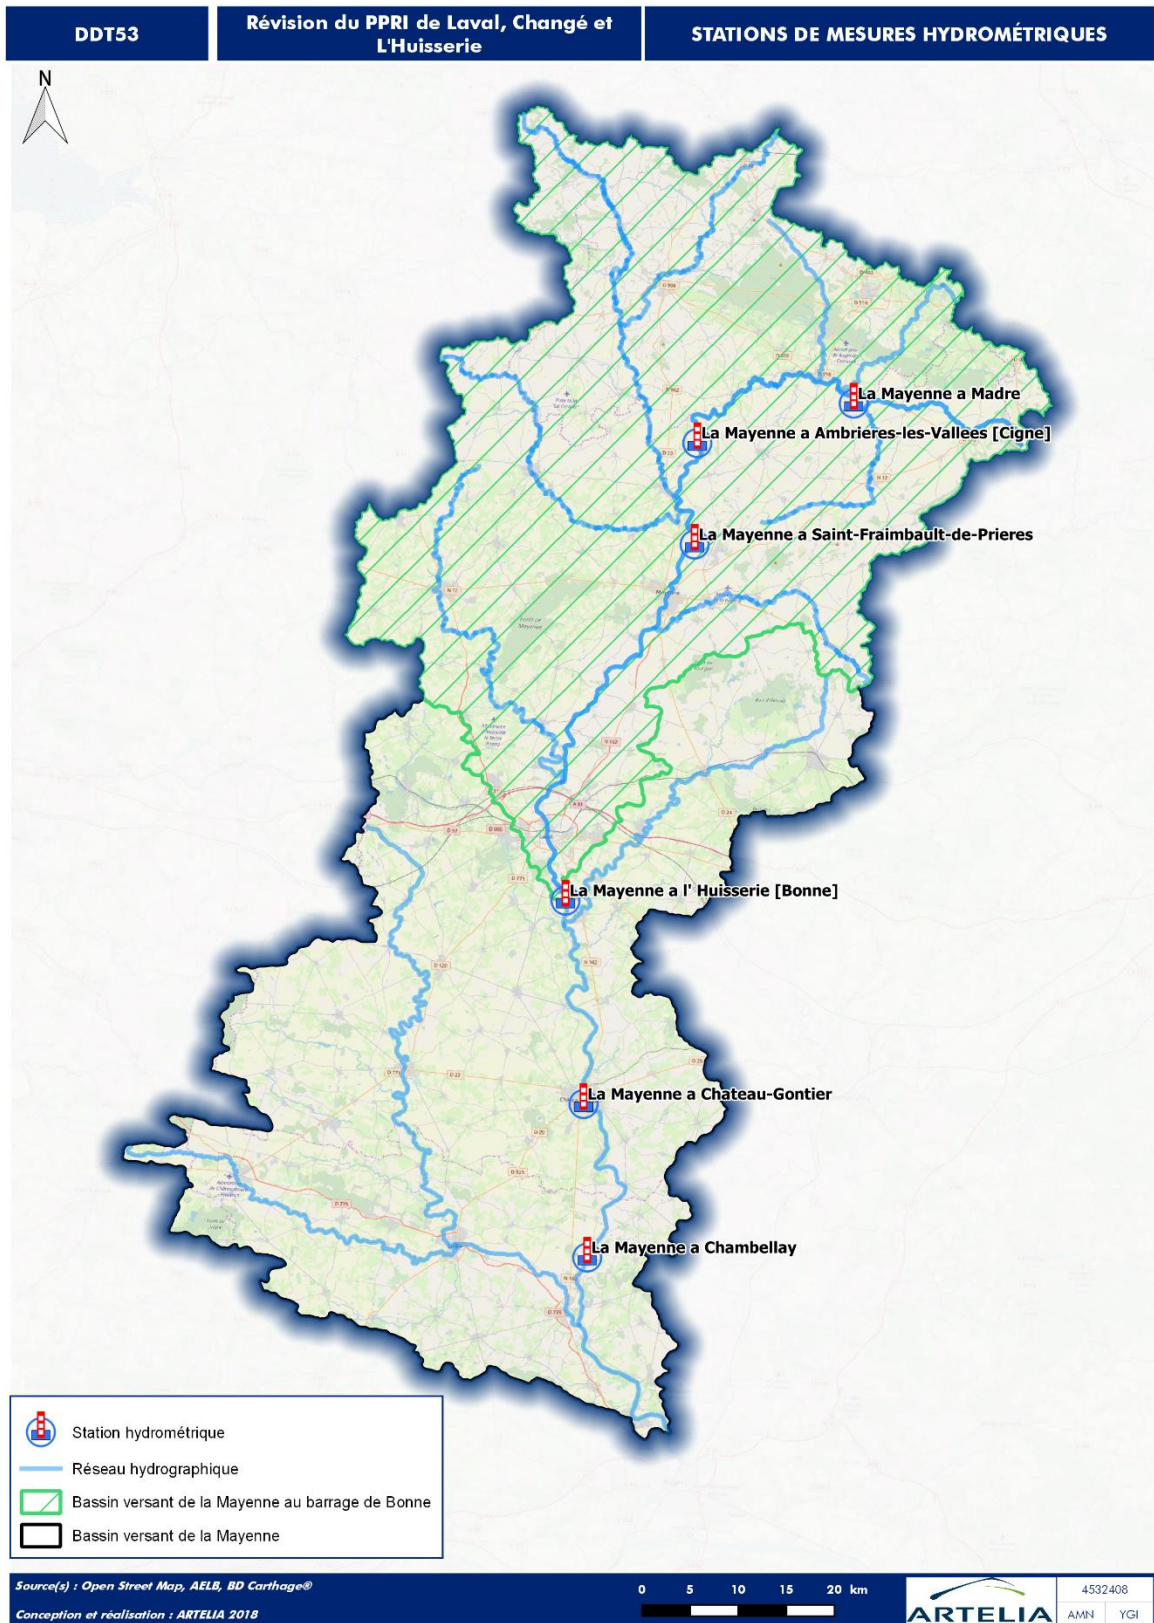 DDT53
Révision du PPRI de Laval, Changé et
L'Huisserie
STATIONS DE MESURES HYDROMÉTRIQUES
N
La Mayenne a Madre
La Mayenne a Ambrieres-les-Vallees [Cigne]
La Mayenne a Saint-Fraimbault-de-Prieres
La Mayenne a l' Huisserie [Bonne]
La Mayenne a Chateau-Gontier
La Mayenne a Chambellay
Station hydrométrique
Réseau hydrographique
Bassin versant de la Mayenne au barrage de Bonne
Bassin versant de la Mayenne
Source(s) : Open Street Map, AELB, BD Carthage®
Conception et réalisation : ARTELIA 2018
0 5 10 15 20 km
ARTELIA
4532408
AMN YGI